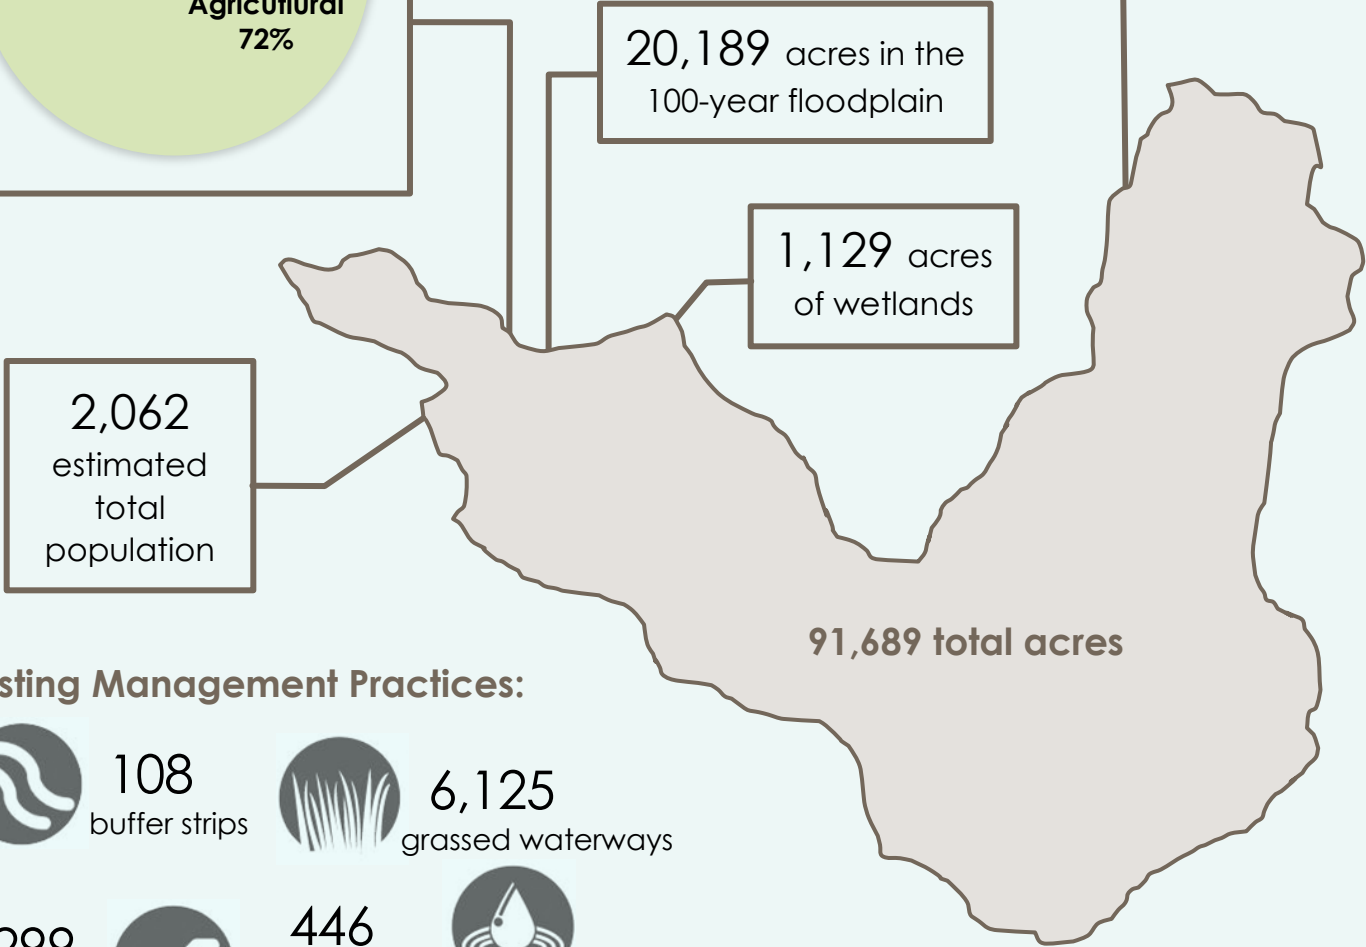 Agricutlural
72%
20,189 acres in the
100-year floodplain
1,129 acres
of wetlands
2,062
estimated
total
population
91,689 total acres
sting Management Practices:
108
buffer strips
6,125
grassed waterways
446